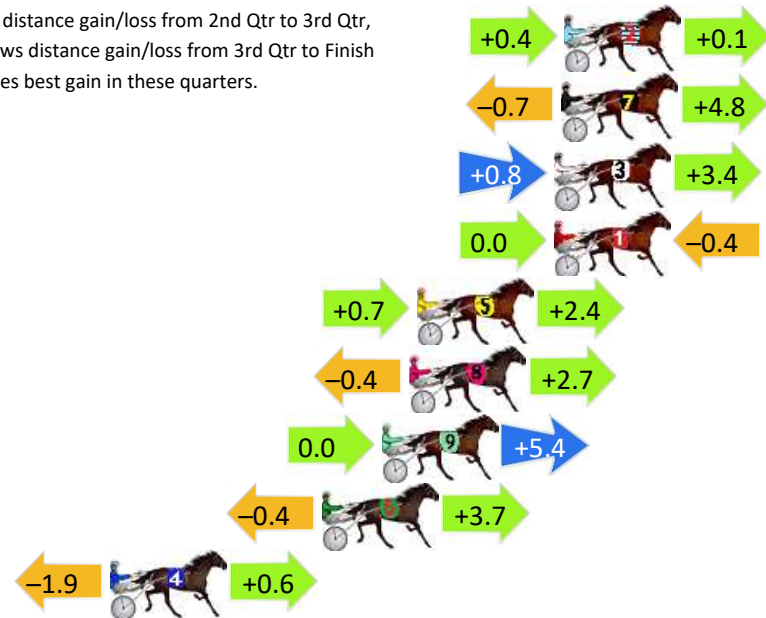 distance gain/loss from 2nd Qtr to 3rd Qtr,
ws distance gain/loss from 3rd Qtr to Finish
es best gain in these quarters.
+0.4 2 +0.1
–0.7 7 +4.8
+0.8 3 +3.4
0.0 1 –0.4
+0.7 5 +2.4
–0.4 8 +2.7
0.0 9 +5.4
–0.4 6 +3.7
–1.9 4 +0.6